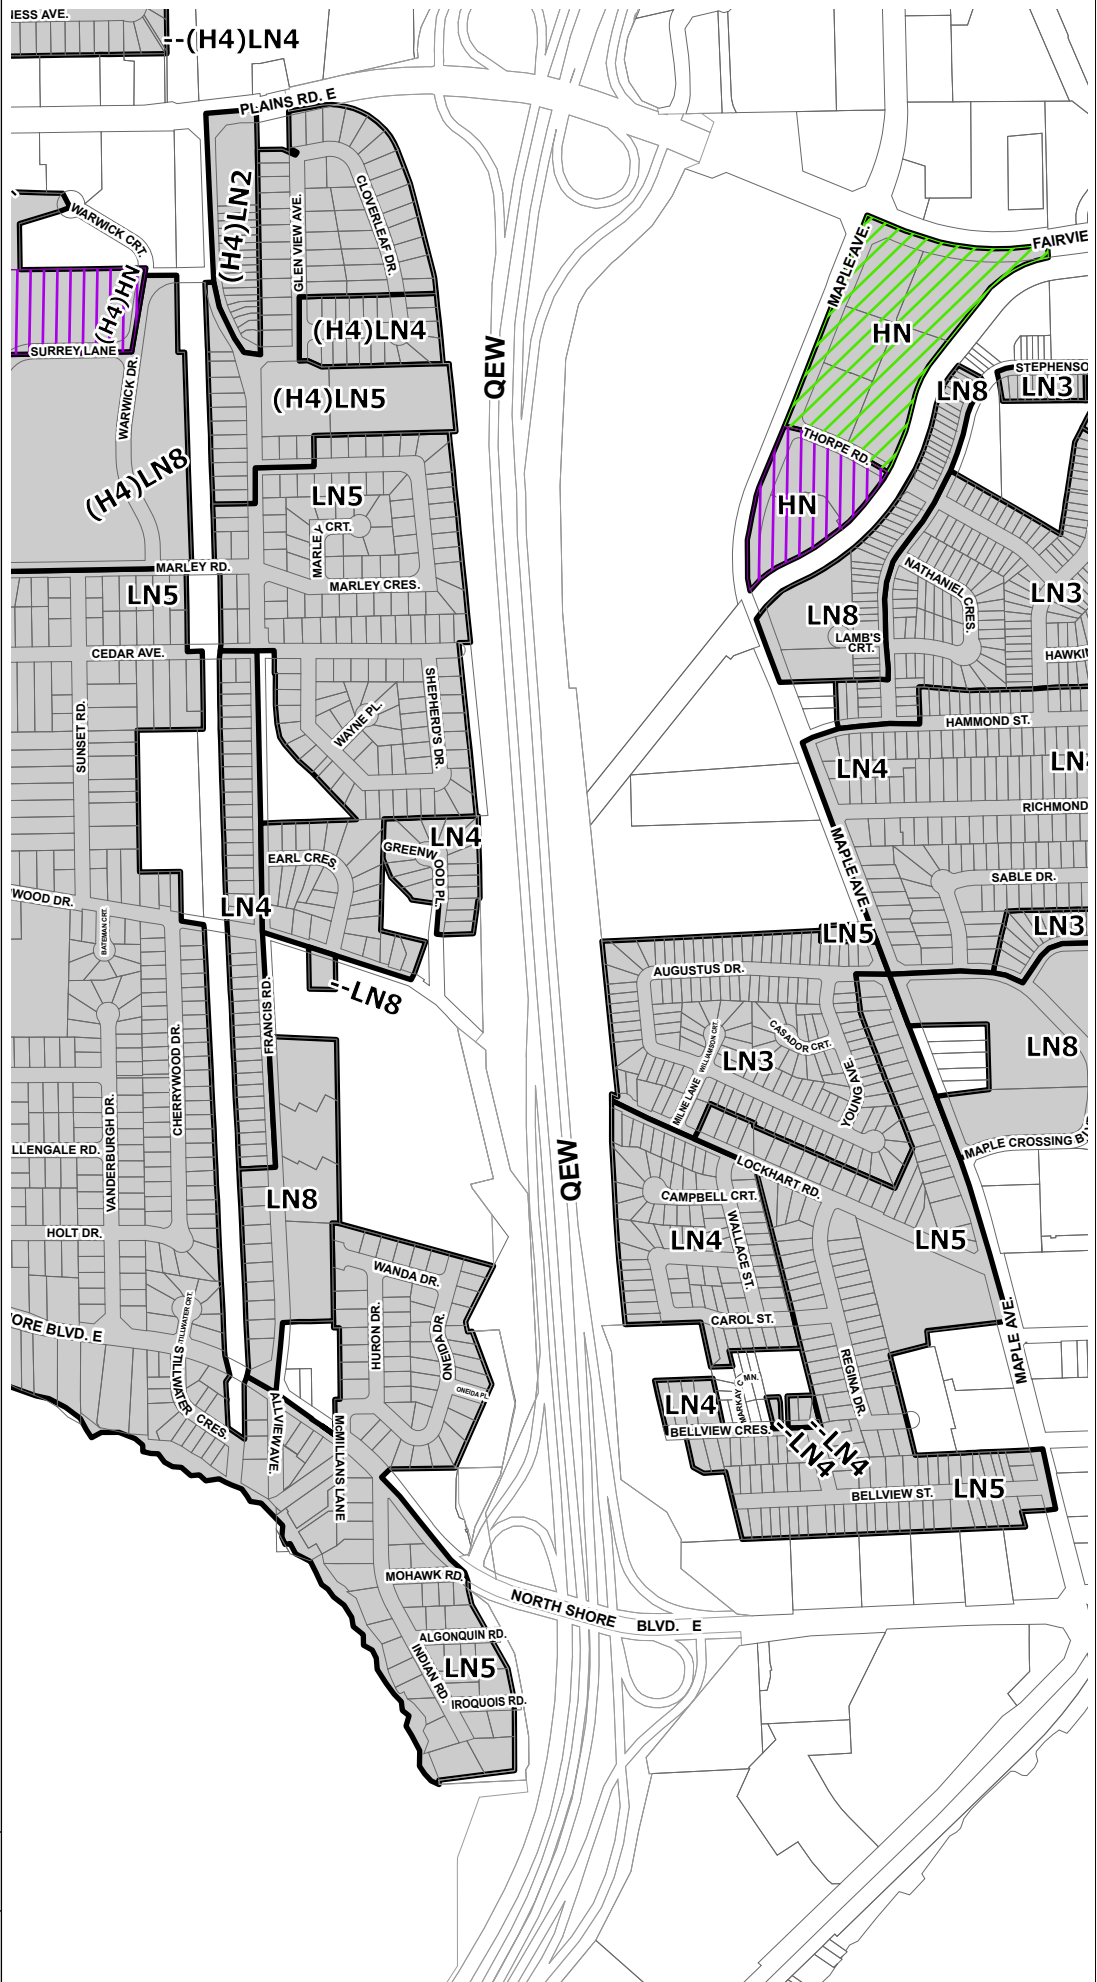 NESS AVE.
--(H4)LN4
PLAINS RD. E
(H4)LN2
GLEN VIEW AVE.
CLOVERLEAF DR.
WARWICK CRT.
(H4)HN
SURREY LANE
WARWICK DR.
(H4)LN4
(H4)LN5
(H4)LN8
QEW
MAPLE AVE.
FAIRVIE
HN
THORPE RD.
HN
LN8
STEPHENSO
LN3
LN5
MARLEY CRT.
MARLEY RD.
MARLEY CRES.
LN5
CEDAR AVE.
NATHANIEL CRES.
LN3
LN8
LAMB'S
CRT.
HAWKI
SUNSET RD.
WAYNE PL.
SHEPHERD'S DR.
HAMMOND ST.
LN4
LN
RICHMOND
MAPLE AVE.
LN4
GREENWOOD PL.
EARL CRES.
SABLE DR.
WOOD DR.
BATEMAN CRT.
LN4
LN5
LN3
AUGUSTUS DR.
--LN8
FRANCIS RD.
CHERRYWOOD DR.
WILLIAMSON CRT.
CASADOR CRT.
LN3
MILNE LANE
YOUNG AVE.
LN8
VANDERBURGH DR.
LLENGALE RD.
MAPLE CROSSING B
QEW
LOCKHART RD.
LN8
CAMPBELL CRT.
WALLACE ST.
LN4
LN5
HOLT DR.
WANDA DR.
HURON DR.
ONEIDA DR.
ONEIDA PL.
CAROL ST.
MAPLE AVE.
ORE BLVD. E
STILLWATER CRT.
STILLWATER CRES.
REGINA DR.
LN4
BELLVIEW CRES.
--LN4
--LN4
ALLVIEW AVE.
McMILLANS LANE
BELLVIEW ST.
LN5
MOHAWK RD.
NORTH SHORE BLVD. E
ALGONQUIN RD.
INDIAN RD.
LN5
IROQUOIS RD.